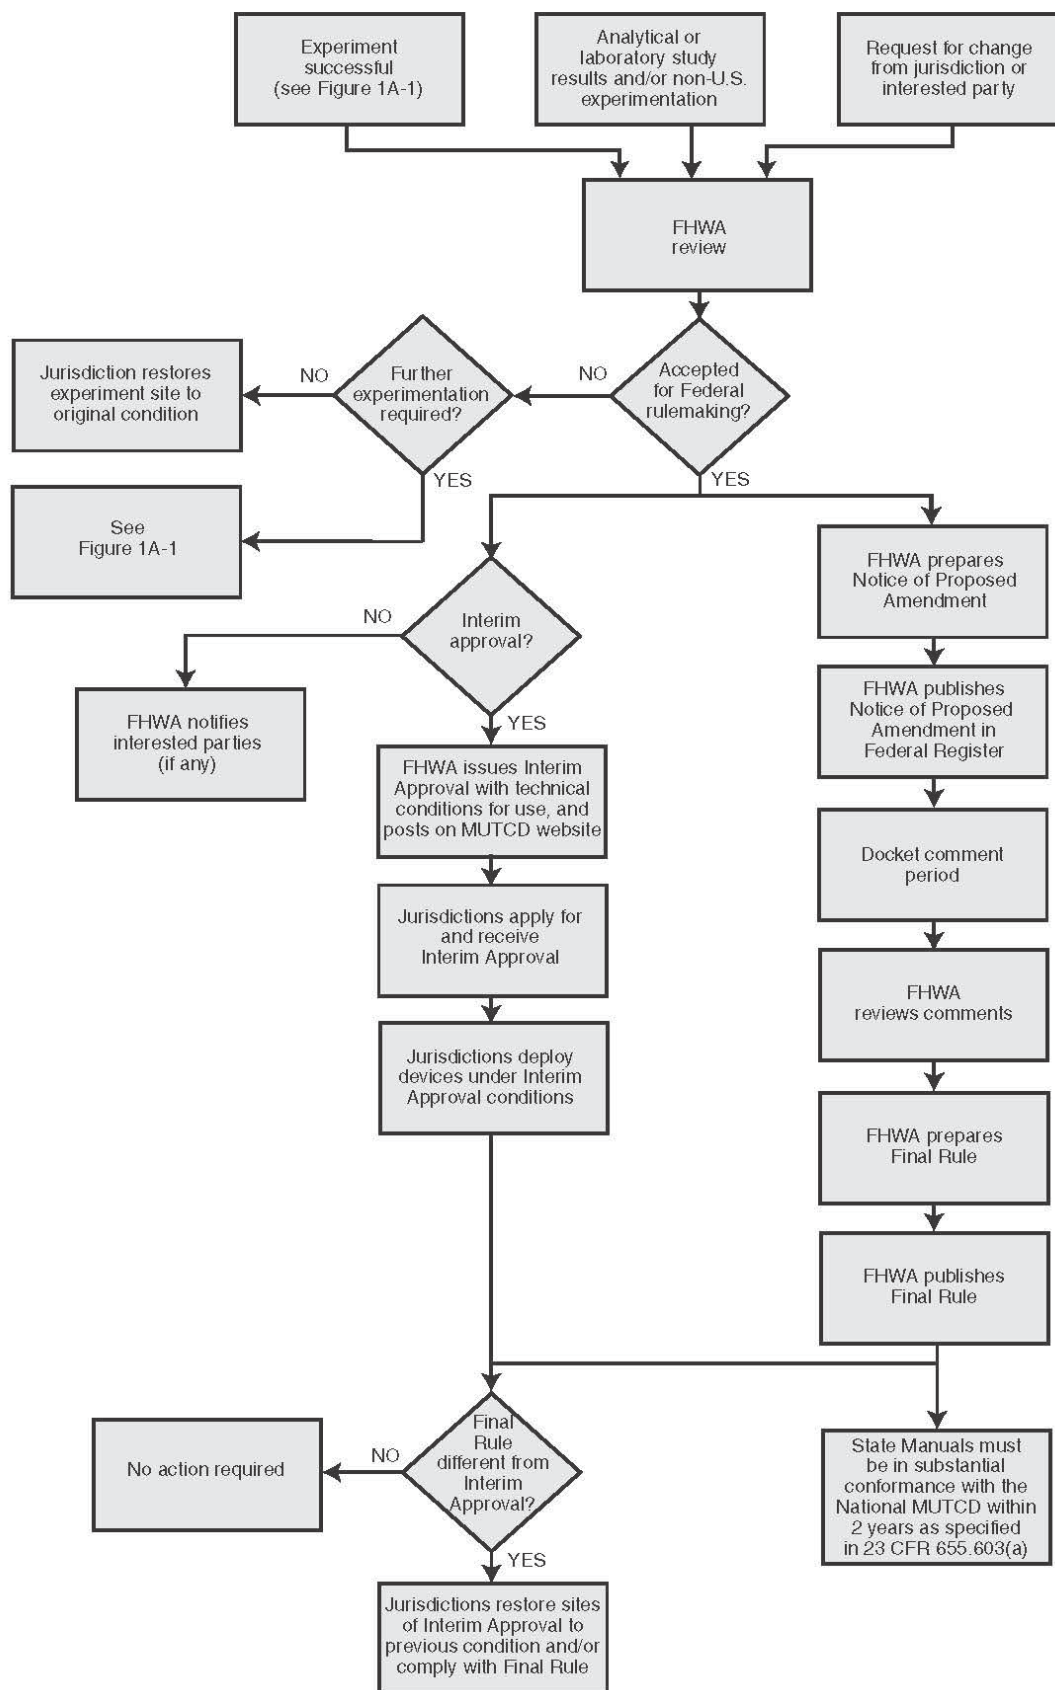 Experiment
successful
(see Figure 1A-1)
Analytical or
laboratory study
results and/or non-U.S.
experimentation
Request for change
from jurisdiction or
interested party
FHWA
review
Accepted
for Federal
rulemaking?
NO
Further
experimentation
required?
NO
Jurisdiction restores
experiment site to
original condition
YES
See
Figure 1A-1
YES
Interim
approval?
NO
FHWA notifies
interested parties
(if any)
YES
FHWA issues Interim
Approval with technical
conditions for use, and
posts on MUTCD website
Jurisdictions apply for
and receive
Interim Approval
Jurisdictions deploy
devices under Interim
Approval conditions
FHWA prepares
Notice of Proposed
Amendment
FHWA publishes
Notice of Proposed
Amendment in
Federal Register
Docket comment
period
FHWA
reviews comments
FHWA prepares
Final Rule
FHWA publishes
Final Rule
Final
Rule
different from
Interim
Approval?
NO
No action required
YES
Jurisdictions restore sites
of Interim Approval to
previous condition and/or
comply with Final Rule
State Manuals must
be in substantial
conformance with the
National MUTCD within
2 years as specified
in 23 CFR 655.603(a)